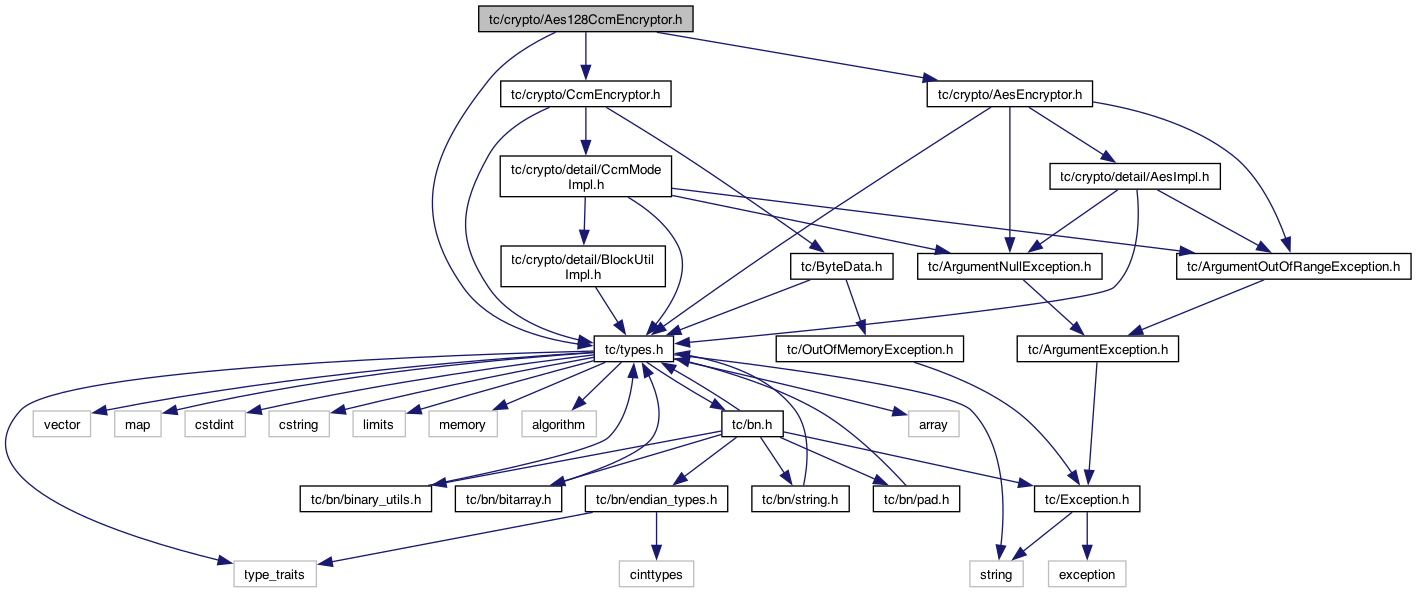 tc/crypto/Aes128CcmEncryptor.h
tc/crypto/CcmEncryptor.h
tc/crypto/AesEncryptor.h
tc/crypto/detail/CcmMode
Impl.h
tc/crypto/detail/AesImpl.h
tc/crypto/detail/BlockUtil
Impl.h
tc/ByteData.h
tc/ArgumentNullException.h
tc/ArgumentOutOfRangeException.h
tc/types.h
tc/OutOfMemoryException.h
tc/ArgumentException.h
vector
map
cstdint
cstring
limits
memory
algorithm
tc/bn.h
array
tc/bn/binary_utils.h
tc/bn/bitarray.h
tc/bn/endian_types.h
tc/bn/string.h
tc/bn/pad.h
tc/Exception.h
type_traits
cinttypes
string
exception